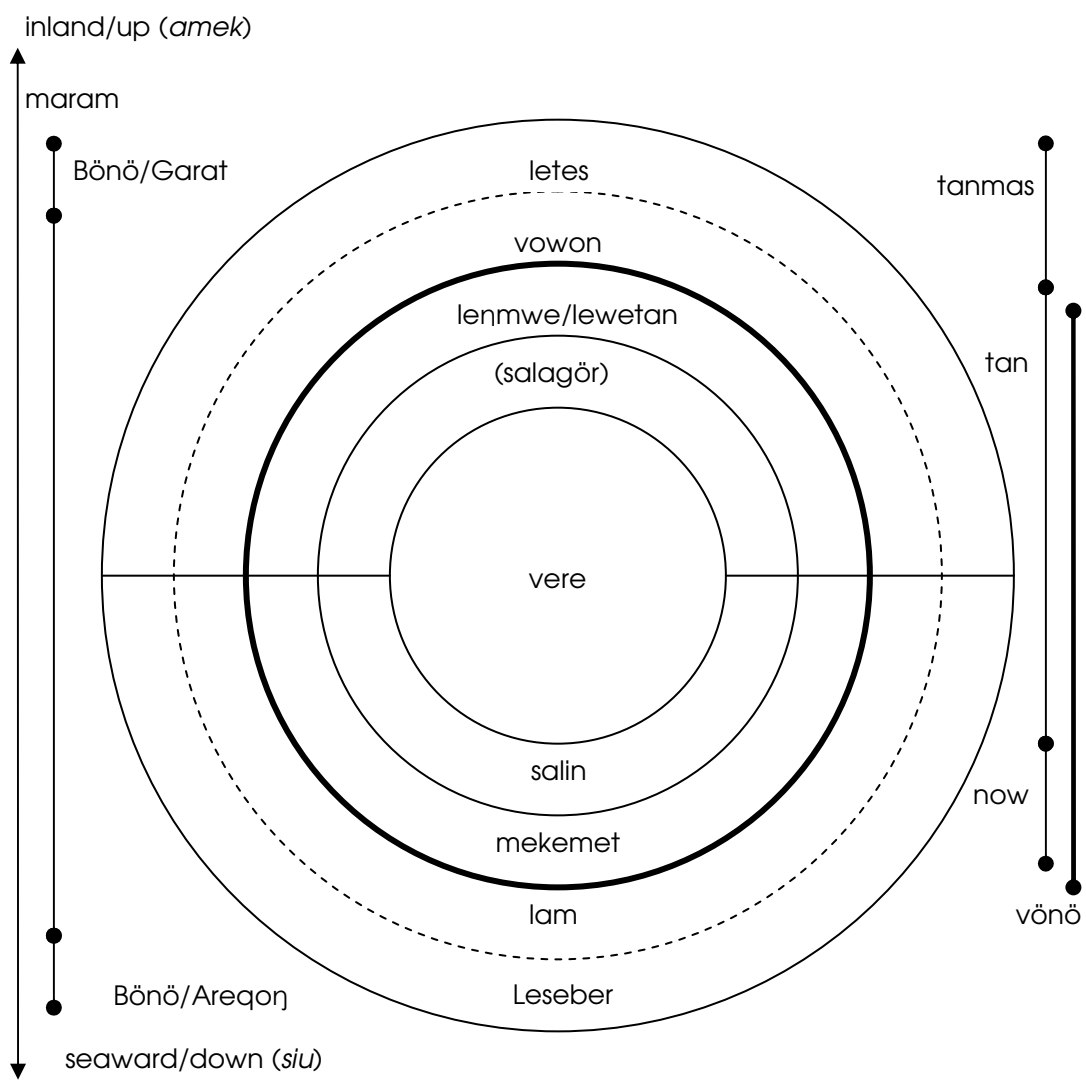 inland/up (amek)
maram
Bönö/Garat
letes
tanmas
vowon
leŋmwe/lewetan
tan
(salagör)
vere
salin
now
mekemet
lam
vönö
Bönö/Areqoŋ
Leseber
seaward/down (siu)